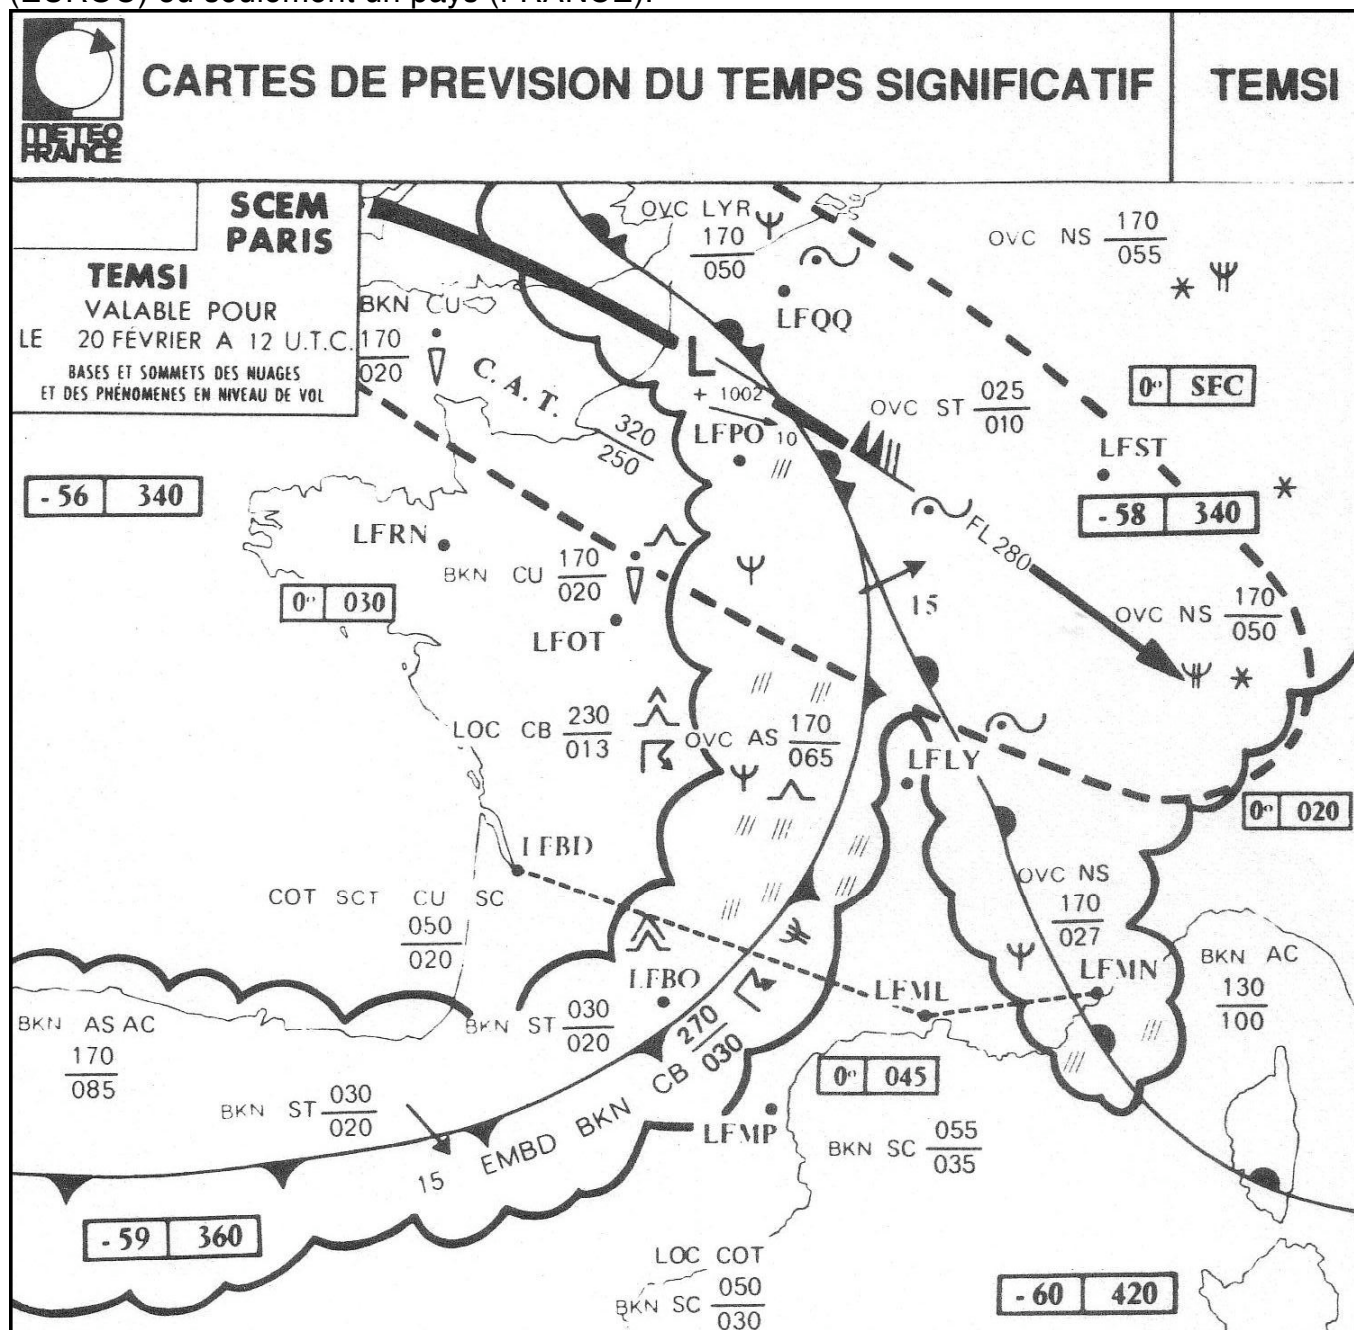 (EUROC) ou seulement un pays (FRANCE).
METEO
FRANCE
CARTES DE PREVISION DU TEMPS SIGNIFICATIF
TEMSI
SCEM
PARIS
TEMSI
VALABLE POUR
LE 20 FÉVRIER A 12 U.T.C.
BASES ET SOMMETS DES NUAGES
ET DES PHÉNOMENES EN NIVEAU DE VOL
OVC LYR
170
050
OVC NS 170
055
LFQQ
BKN CU
170
020
C. A. T.
320
250
L
+ 1002
10
LFPO
OVC ST 025
010
0° SFC
LFST
- 58 340
- 56 340
LFRN
BKN CU 170
020
0° 030
LFOT
FL 280
15
OVC NS 170
050
LOC CB 230
013
OVC AS 170
065
LFLY
0° 020
LFBD
COT SCT CU SC
050
020
OVC NS
170
027
LFBO
LFML
LFMN
BKN AC
130
100
BKN AS AC
170
085
BKN ST 030
020
CB 270
030
0° 045
BKN ST 030
020
15 EMBD BKN
LFMP
BKN SC 055
035
- 59 360
LOC COT
BKN SC 050
030
- 60 420